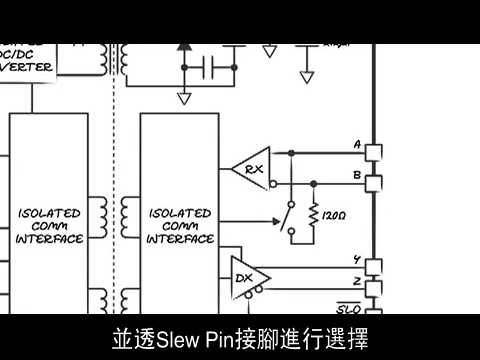 DC/DC
A
B
RX
120Ω
ISOLATED
COMM
INTERFACE
ISOLATED
COMM
INTERFACE
Y
DX
Z
SLO
並透Slew Pin接腳進行選擇